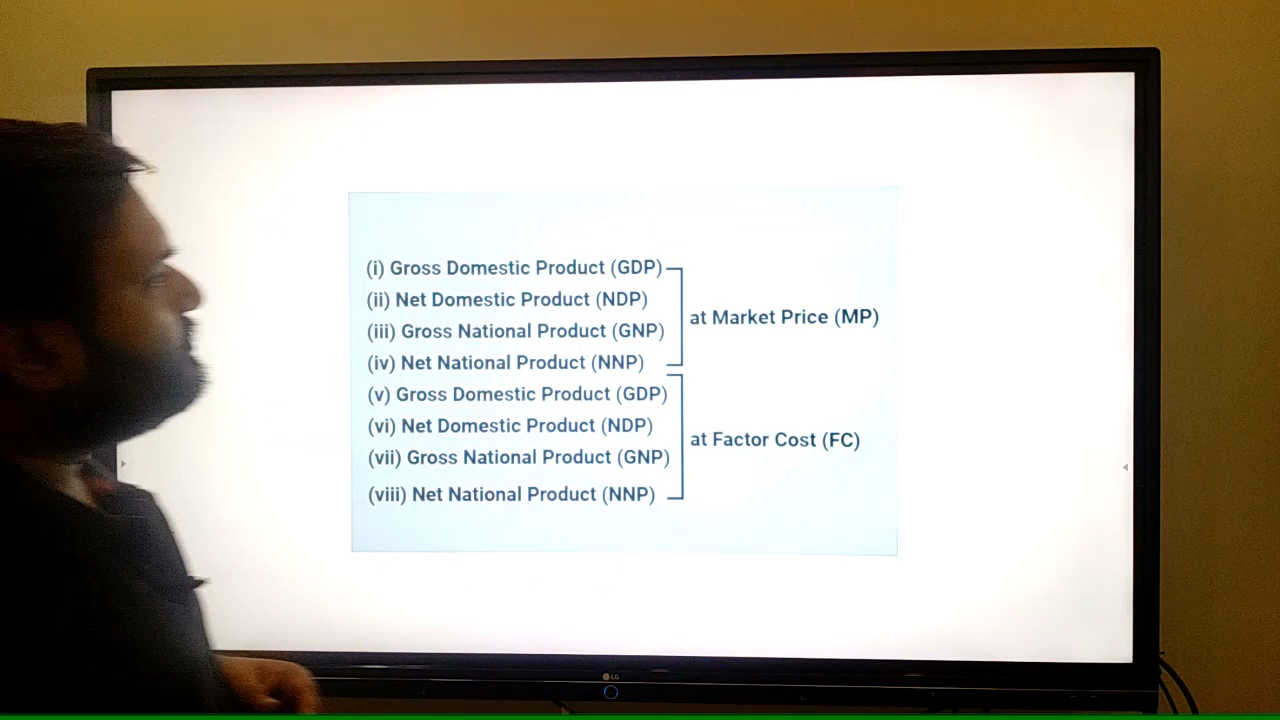 (i) Gross Domestic Product (GDP)
(ii) Net Domestic Product (NDP)
(iii) Gross National Product (GNP)
(iv) Net National Product (NNP)
at Market Price (MP)
(v) Gross Domestic Product (GDP)
(vi) Net Domestic Product (NDP)
(vii) Gross National Product (GNP)
(viii) Net National Product (NNP)
at Factor Cost (FC)
LG